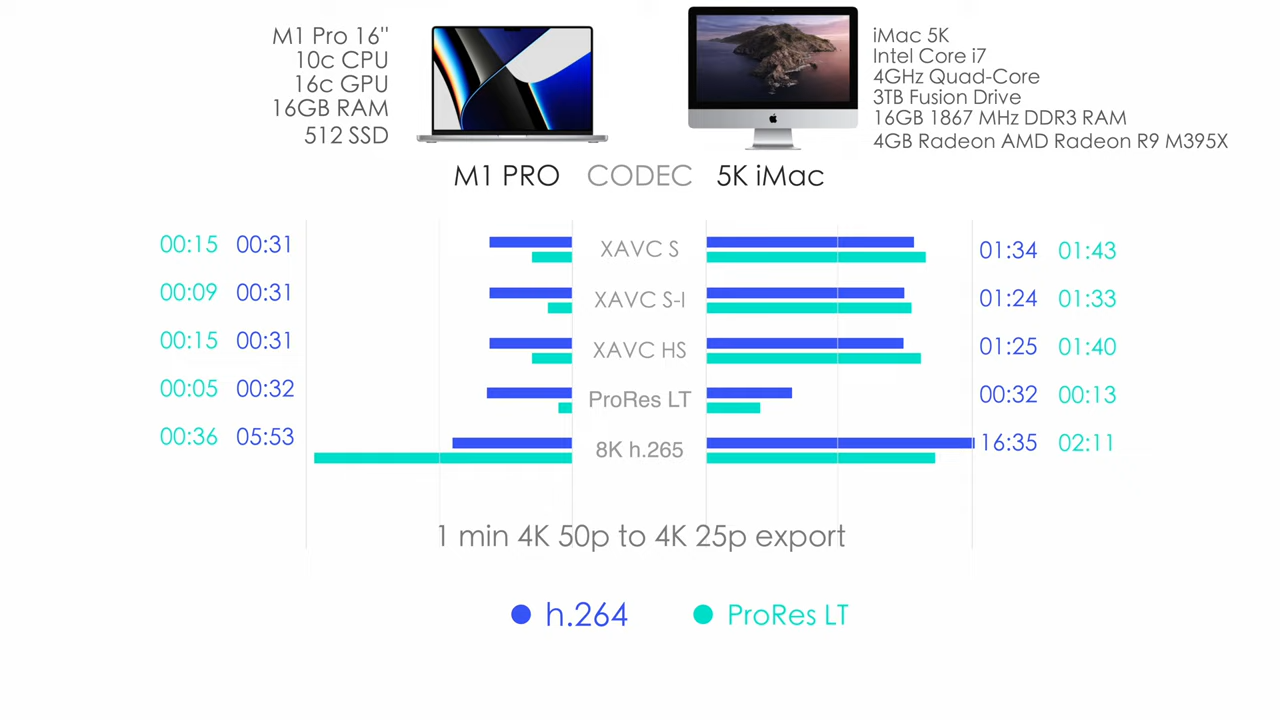 M1 Pro 16"
10c CPU
16c GPU
16GB RAM
512 SSD
iMac 5K
Intel Core i7
4GHz Quad-Core
3TB Fusion Drive
16GB 1867 MHz DDR3 RAM
4GB Radeon AMD Radeon R9 M395X
M1 PRO CODEC 5K iMac
00:15 00:31 XAVC S 01:34 01:43
00:09 00:31 XAVC S-I 01:24 01:33
00:15 00:31 XAVC HS 01:25 01:40
00:05 00:32 ProRes LT 00:32 00:13
00:36 05:53 8K h.265 16:35 02:11
1 min 4K 50p to 4K 25p export
h.264 ProRes LT